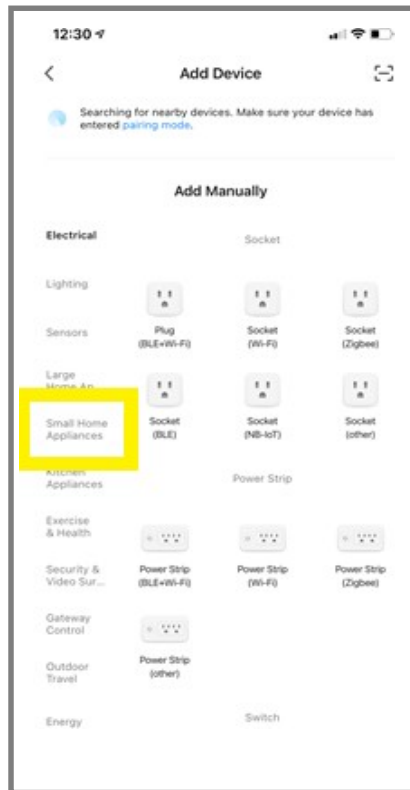 12:30
Add Device
Searching for nearby devices. Make sure your device has
entered pairing mode.
Add Manually
Electrical
Lighting
Sensors
Large
Home Ap...
Small Home
Appliances
Kitchen
Appliances
Exercise
& Health
Security &
Video Sur...
Gateway
Control
Outdoor
Travel
Energy
Socket
Plug
(BLE+Wi-Fi)
Socket
(Wi-Fi)
Socket
(Zigbee)
Socket
(BLE)
Socket
(NB-IoT)
Socket
(other)
Power Strip
Power Strip
(BLE+Wi-Fi)
Power Strip
(Wi-Fi)
Power Strip
(Zigbee)
Power Strip
(other)
Switch